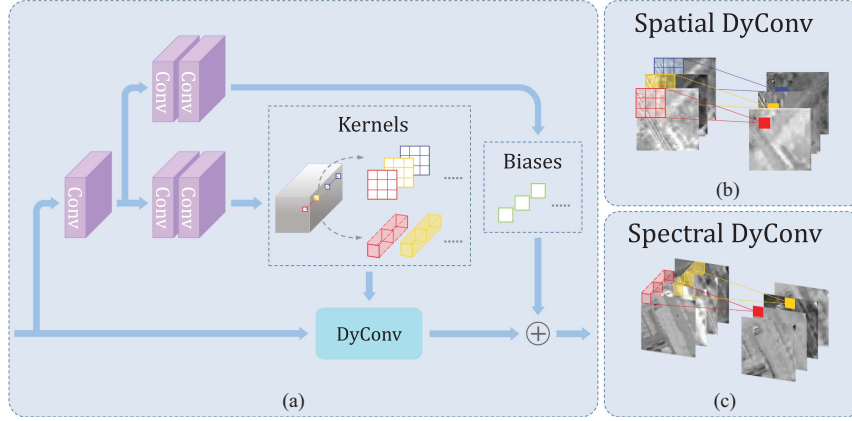 Conv
Conv
Conv
Conv
Conv
Kernels
.....
.....
Biases
.....
DyConv
(a)
Spatial DyConv
(b)
Spectral DyConv
(c)